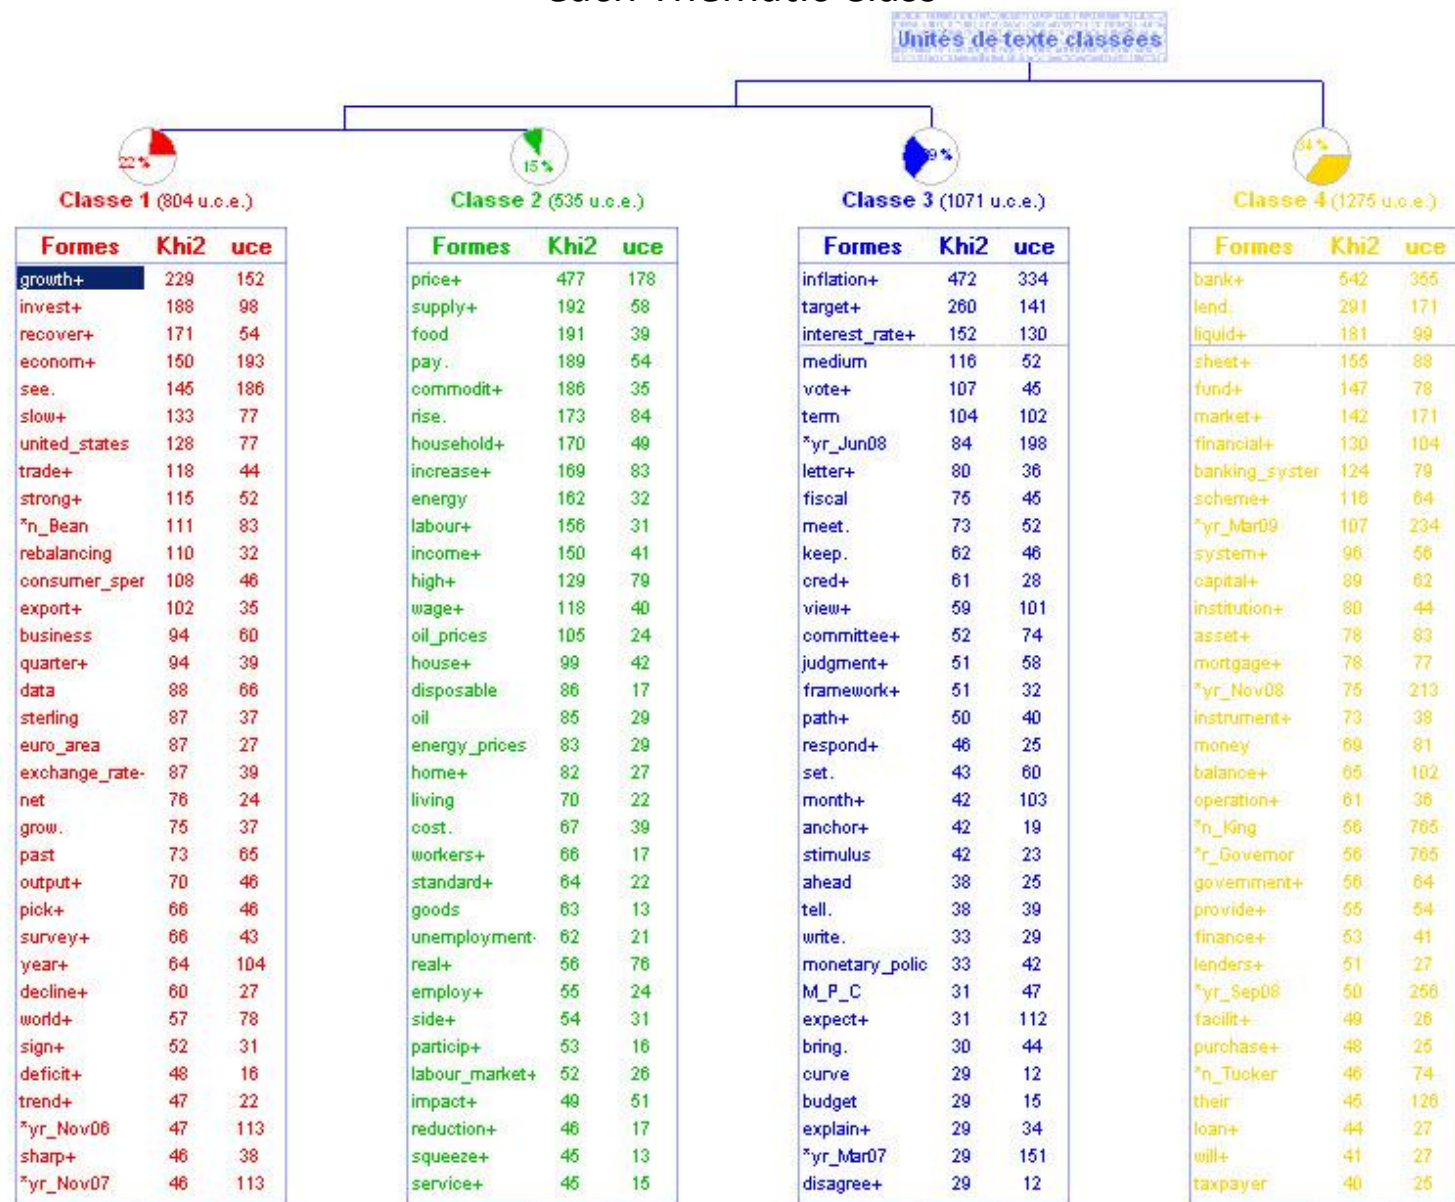 Unités de texte classées
22 %
15 %
9 %
34 %
Classe 1 (804 u.c.e.)
Formes Khi2 uce
growth+ 229 152
invest+ 188 98
recover+ 171 54
econom+ 150 193
see. 145 186
slow+ 133 77
united_states 128 77
trade+ 118 44
strong+ 115 52
*n_Bean 111 83
rebalancing 110 32
consumer_sper 108 46
export+ 102 35
business 94 60
quarter+ 94 39
data 88 66
sterling 87 37
euro_area 87 27
exchange_rate- 87 39
net 76 24
grow. 75 37
past 73 65
output+ 70 46
pick+ 66 46
survey+ 66 43
year+ 64 104
decline+ 60 27
world+ 57 78
sign+ 52 31
deficit+ 48 16
trend+ 47 22
*yr_Nov06 47 113
sharp+ 46 38
*yr_Nov07 46 113
Classe 2 (535 u.c.e.)
Formes Khi2 uce
price+ 477 178
supply+ 192 58
food 191 39
pay. 189 54
commodit+ 186 35
rise. 173 84
household+ 170 49
increase+ 169 83
energy 162 32
labour+ 156 31
income+ 150 41
high+ 129 79
wage+ 118 40
oil_prices 105 24
house+ 99 42
disposable 86 17
oil 85 29
energy_prices 83 29
home+ 82 27
living 70 22
cost. 67 39
workers+ 66 17
standard+ 64 22
goods 63 13
unemployment- 62 21
real+ 56 76
employ+ 55 24
side+ 54 31
particip+ 53 16
labour_market+ 52 26
impact+ 49 51
reduction+ 46 17
squeeze+ 45 13
service+ 45 15
Classe 3 (1071 u.c.e.)
Formes Khi2 uce
inflation+ 472 334
target+ 260 141
interest_rate+ 152 130
medium 116 52
vote+ 107 45
term 104 102
*yr_Jun08 84 198
letter+ 80 36
fiscal 75 45
meet. 73 52
keep. 62 46
cred+ 61 28
view+ 59 101
committee+ 52 74
judgment+ 51 58
framework+ 51 32
path+ 50 40
respond+ 46 25
set. 43 60
month+ 42 103
anchor+ 42 19
stimulus 42 23
ahead 38 25
tell. 38 39
write. 33 29
monetary_polic 33 42
M_P_C 31 47
expect+ 31 112
bring. 30 44
curve 29 12
budget 29 15
explain+ 29 34
*yr_Mar07 29 151
disagree+ 29 12
Classe 4 (1275 u.c.e.)
Formes Khi2 uce
bank+ 542 355
lend. 291 171
liquid+ 181 99
sheet+ 155 88
fund+ 147 78
market+ 142 171
financial+ 130 104
banking_syster 124 79
scheme+ 116 64
*yr_Mar09 107 234
system+ 96 56
capital+ 89 62
institution+ 80 44
asset+ 78 83
mortgage+ 78 77
*yr_Nov08 75 213
instrument+ 73 38
money 69 81
balance+ 65 102
operation+ 61 36
*n_King 56 765
*r_Governor 56 765
government+ 56 64
provide+ 55 54
finance+ 53 41
lenders+ 51 27
*yr_Sep08 50 256
facilit+ 49 26
purchase+ 48 25
*n_Tucker 46 74
their 45 126
loan+ 44 27
will+ 41 27
taxpayer 40 25